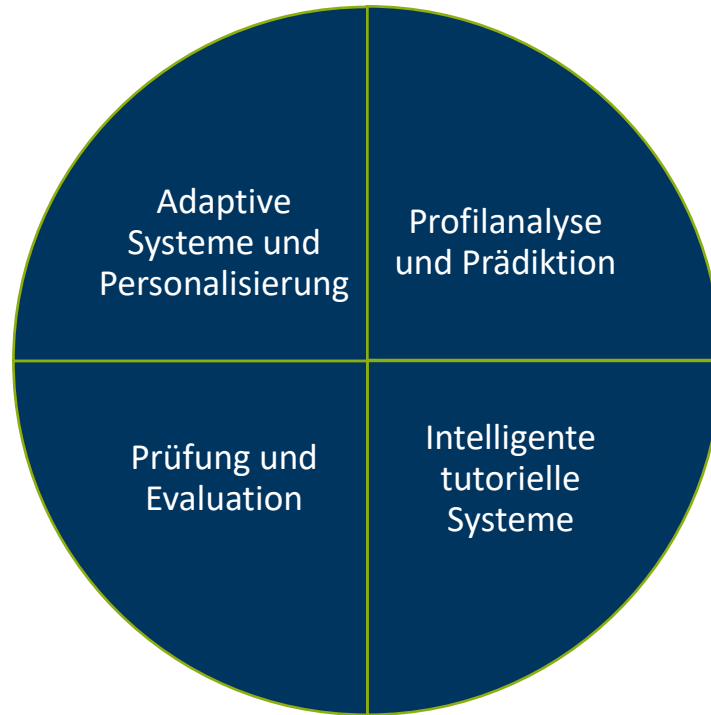 Adaptive
Systeme und
Personalisierung
Profilanalyse
und Prädiktion
Prüfung und
Evaluation
Intelligente
tutorielle
Systeme